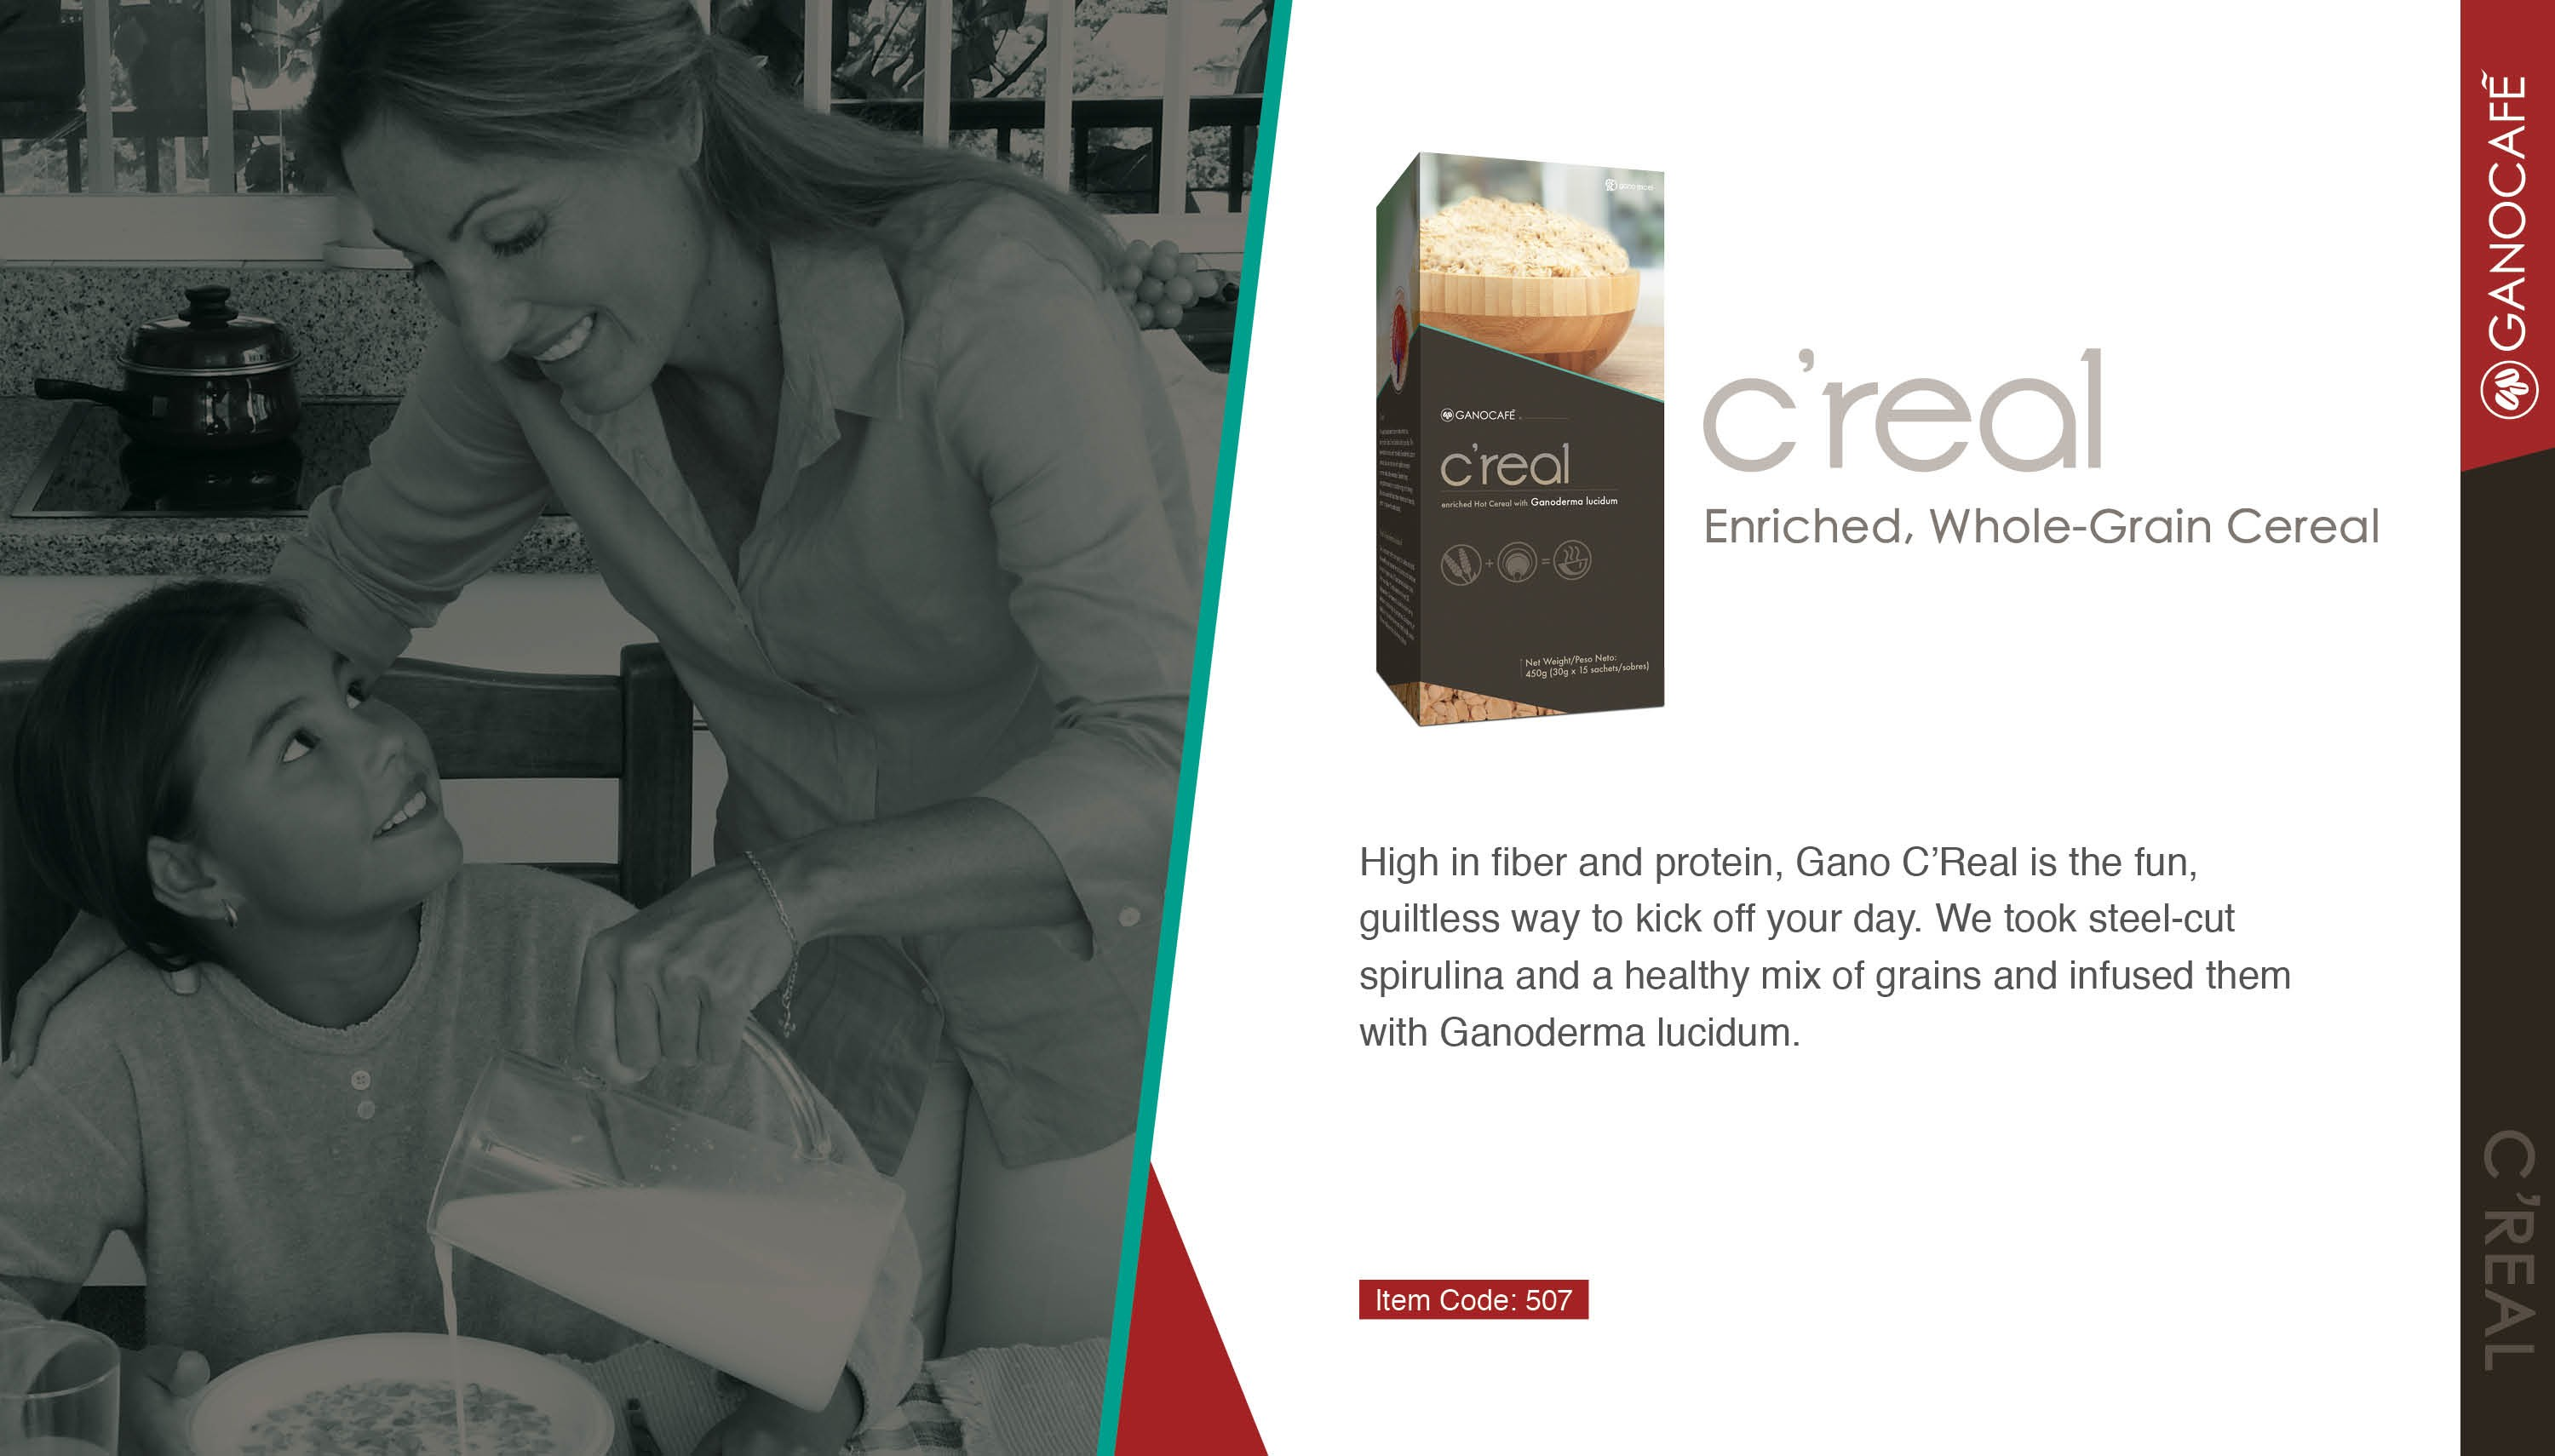 gano excel
GANOCAFÉ
c'real
enriched Hot Cereal with Ganoderma lucidum
Net Weight/Peso Neto:
450g (30g x 15 sachets/sobres)
c'real
Enriched, Whole-Grain Cereal
High in fiber and protein, Gano C'Real is the fun,
guiltless way to kick off your day. We took steel-cut
spirulina and a healthy mix of grains and infused them
with Ganoderma lucidum.
Item Code: 507
GANOCAFÉ
C'REAL